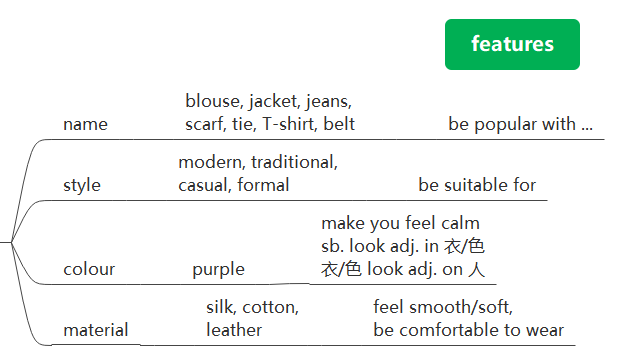 features
blouse, jacket, jeans,
name
scarf, tie, T-shirt, belt
be popular with ...
modern, traditional,
style
casual, formal
be suitable for
make you feel calm
sb. look adj. in 衣/色
colour
purple
衣/色 look adj. on 人
silk, cotton,
feel smooth/soft,
material
leather
be comfortable to wear